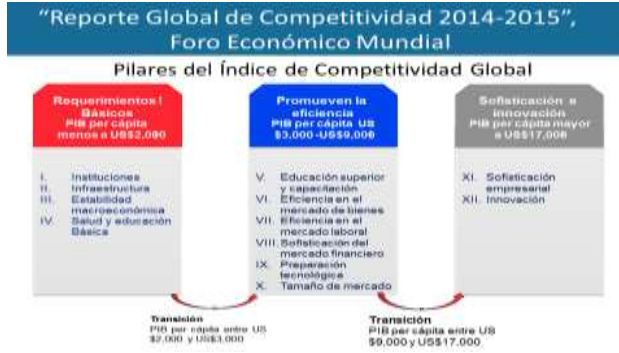 “Reporte Global de Competitividad 2014-2015”,
Foro Económico Mundial
Pilares del Índice de Competitividad Global
Requerimientos
Básicos
PIB per cápita
menos a US$2,000
I. Instituciones
II. Infraestructura
III. Estabilidad
macroeconómica
IV. Salud y educación
Básica
Promueven la
eficiencia
PIB per cápita US
$3,000 -US$9,000
V. Educación superior
y capacitación
VI. Eficiencia en el
mercado de bienes
VII. Eficiencia en el
mercado laboral
VIII. Sofisticación del
mercado financiero
IX. Preparación
tecnológica
X. Tamaño de mercado
Sofisticación e
innovación
PIB per cápita mayor
a US$17,000
XI. Sofisticación
empresarial
XII. Innovación
Transición
PIB per cápita entre US
$2,000 y US$3,000
Transición
PIB per cápita entre US
$9,000 y US$17,000